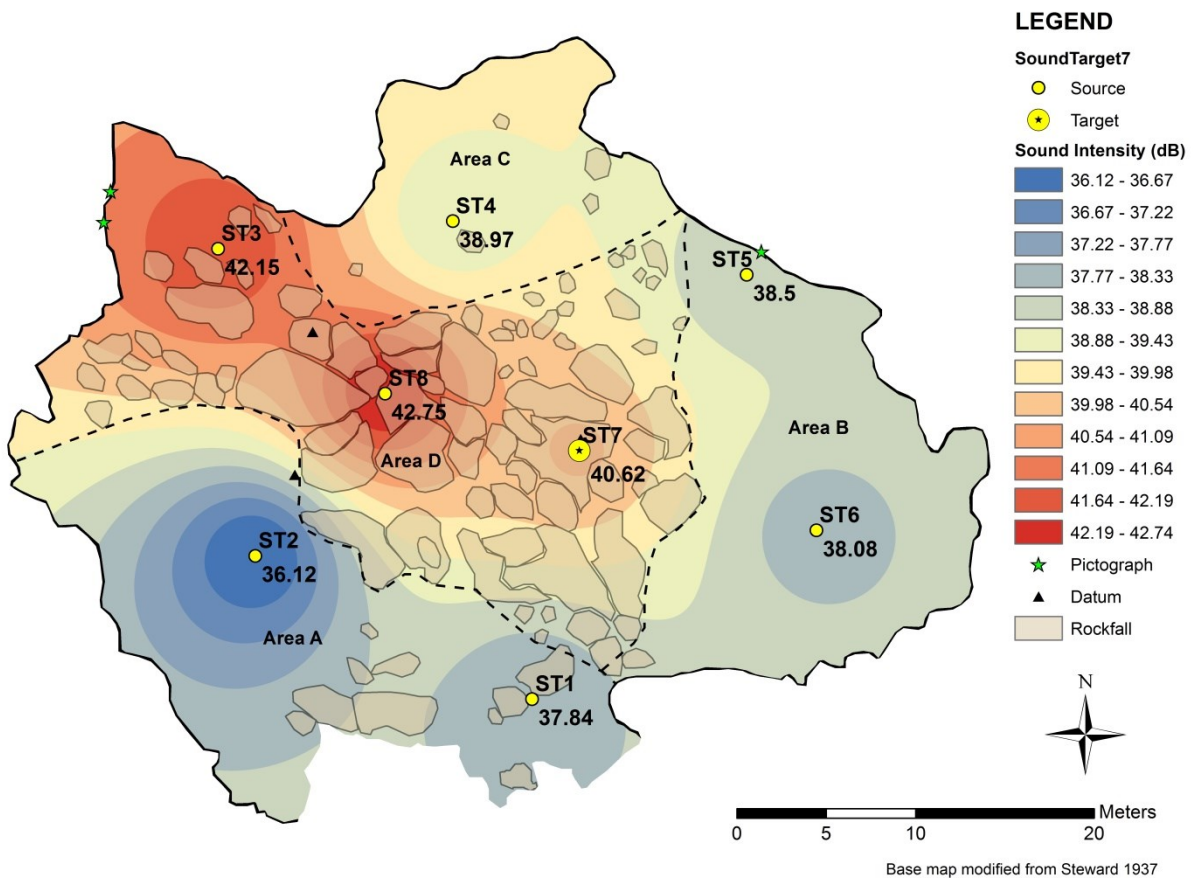 Area C
ST4
38.97
ST3
42.15
ST5
38.5
ST8
42.75
Area D
ST7
40.62
Area B
ST6
38.08
ST2
36.12
Area A
ST1
37.84
LEGEND
SoundTarget7
Source
Target
Sound Intensity (dB)
36.12 - 36.67
36.67 - 37.22
37.22 - 37.77
37.77 - 38.33
38.33 - 38.88
38.88 - 39.43
39.43 - 39.98
39.98 - 40.54
40.54 - 41.09
41.09 - 41.64
41.64 - 42.19
42.19 - 42.74
Pictograph
Datum
Rockfall
N
Meters
0 5 10 20
Base map modified from Steward 1937